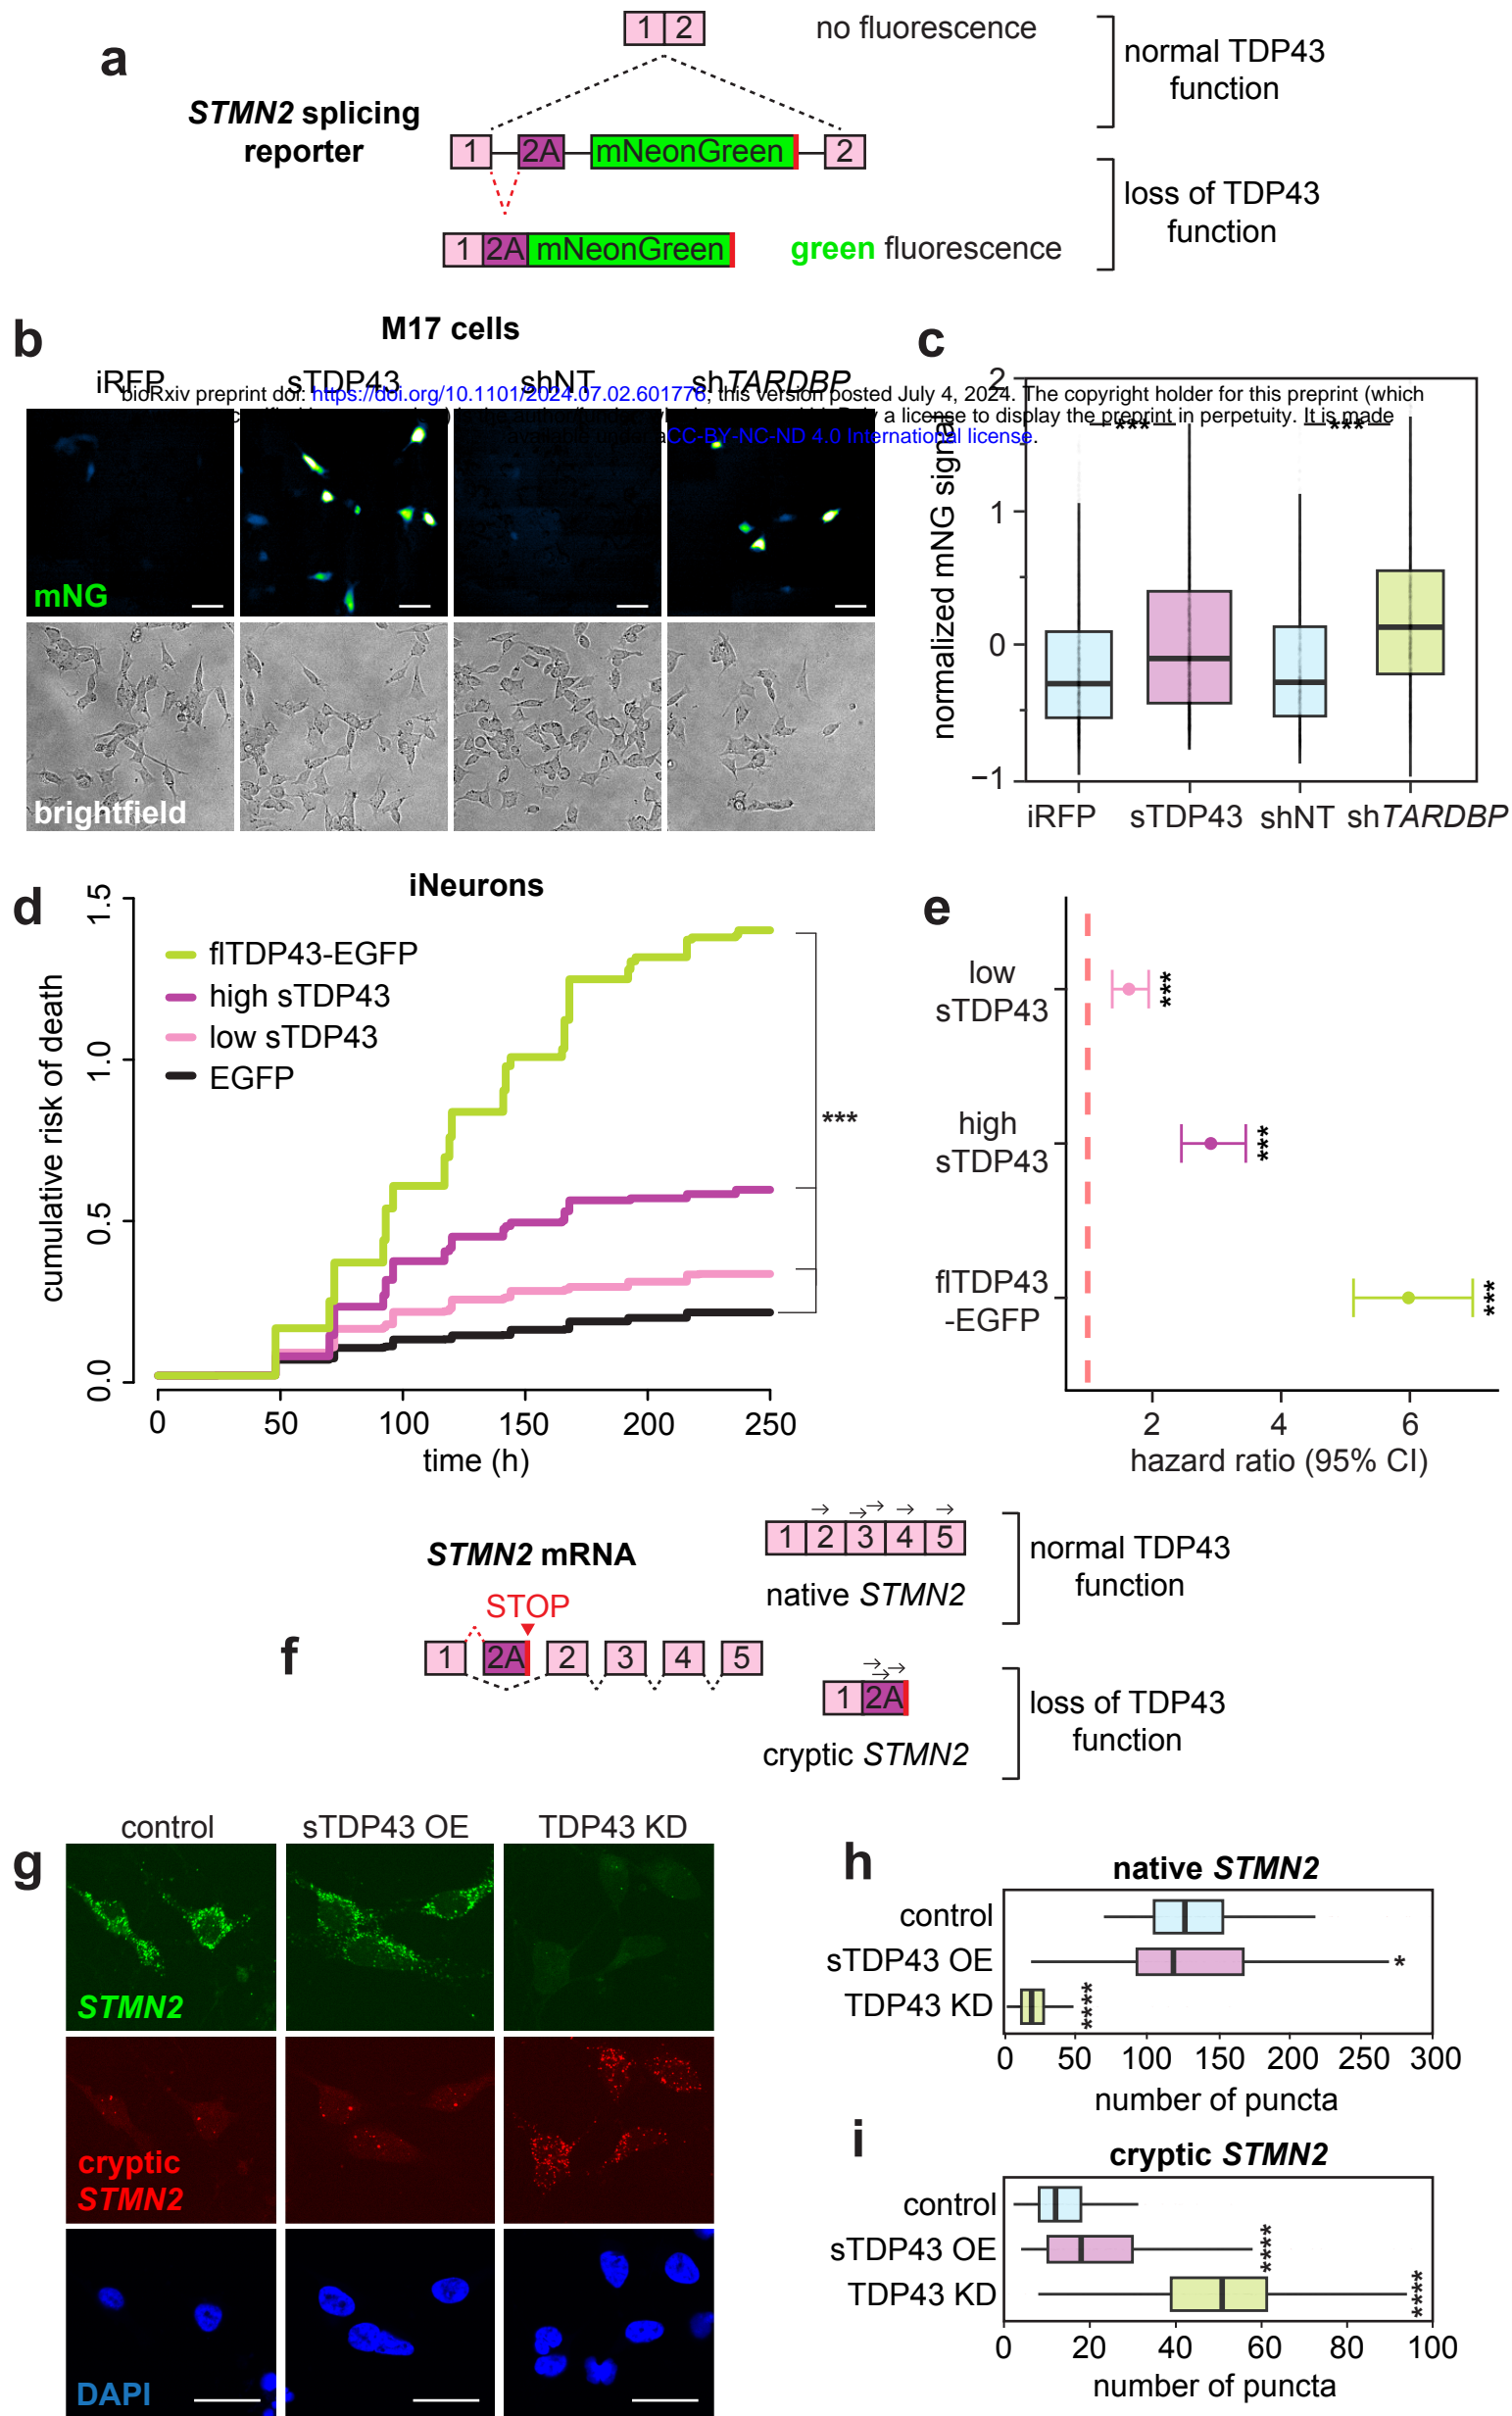 a
1 2
no fluorescence
normal TDP43
function
STMN2 splicing
reporter
1 2A mNeonGreen 2
loss of TDP43
function
1 2A mNeonGreen
green fluorescence
b
M17 cells
iRFP sTDP43 shNT shTARDBP
bioRxiv preprint doi: https://doi.org/10.1101/2024.07.02.601778; this version posted July 4, 2024. The copyright holder for this preprint (which
a license to display the preprint in perpetuity. It is made
available under aCC-BY-NC-ND 4.0 International license.
mNG
brightfield
c
normalized mNG signal
2
1
0
−1
*** ***
iRFP sTDP43 shNT shTARDBP
d
iNeurons
cumulative risk of death
1.5
1.0
0.5
0.0
flTDP43-EGFP
high sTDP43
low sTDP43
EGFP
***
0 50 100 150 200 250
time (h)
e
low
sTDP43
***
high
sTDP43
***
flTDP43
-EGFP
***
2 4 6
hazard ratio (95% CI)
f
STMN2 mRNA
STOP
1 2A 2 3 4 5
1 2 3 4 5
native STMN2
normal TDP43
function
1 2A
cryptic STMN2
loss of TDP43
function
g
control sTDP43 OE TDP43 KD
STMN2
cryptic
STMN2
DAPI
h
native STMN2
control
sTDP43 OE
*
TDP43 KD
****
0 50 100 150 200 250 300
number of puncta
i
cryptic STMN2
control
sTDP43 OE
****
TDP43 KD
****
0 20 40 60 80 100
number of puncta